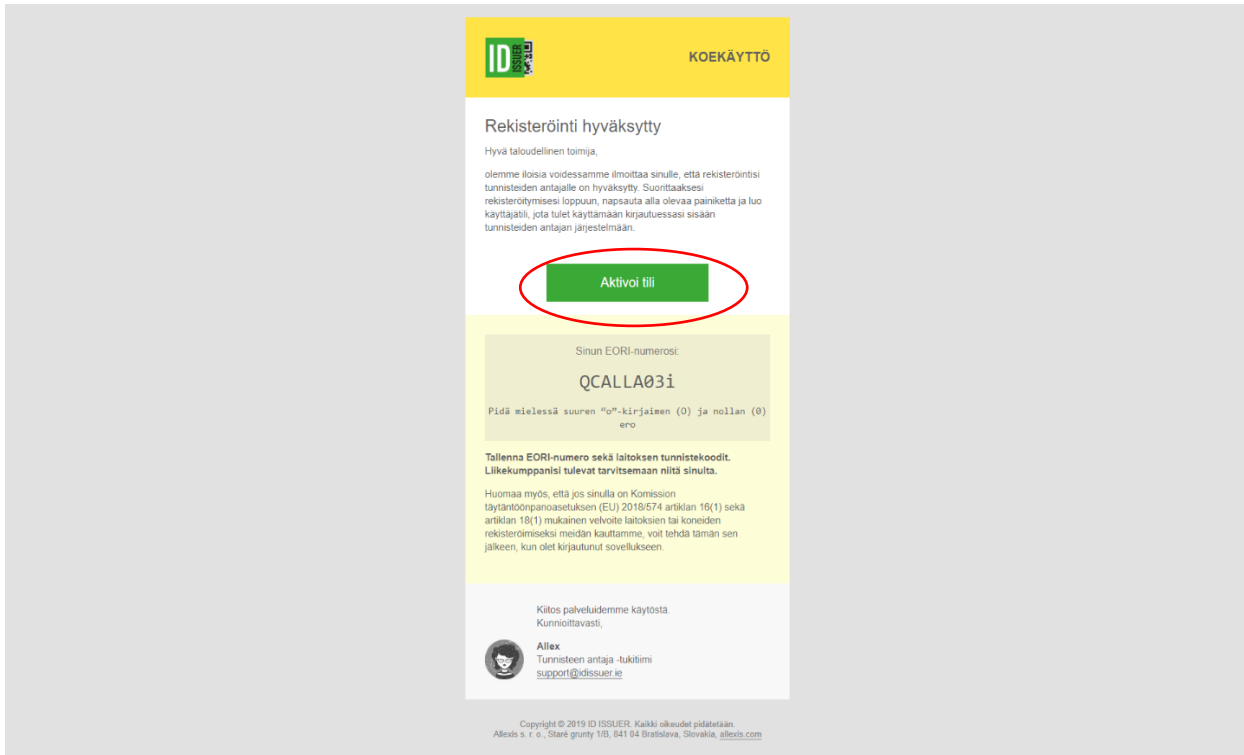 ID ISSUER
KOEKÄYTTÖ
Rekisteröinti hyväksytty
Hyvä taloudellinen toimija,
olemme iloisia voidessamme ilmoittaa sinulle, että rekisteröintisi
tunnisteiden antajalle on hyväksytty. Suorittaaksesi
rekisteröitymisesi loppuun, napsauta alla olevaa painiketta ja luo
käyttäjätili, jota tulet käyttämään kirjautuessasi sisään
tunnisteiden antajan järjestelmään.
Aktivoi tili
Sinun EORI-numerosi:
QCALLA03i
Pidä mielessä suuren “o”-kirjaimen (O) ja nollan (0)
ero
Tallenna EORI-numero sekä laitoksen tunnistekoodit.
Liikekumppanisi tulevat tarvitsemaan niitä sinulta.
Huomaa myös, että jos sinulla on Komission
täytäntöönpanoasetuksen (EU) 2018/574 artiklan 16(1) sekä
artiklan 18(1) mukainen velvoite laitoksien tai koneiden
rekisteröimiseksi meidän kauttamme, voit tehdä tämän sen
jälkeen, kun olet kirjautunut sovellukseen.
Kiitos palveluidemme käytöstä.
Kunnioittavasti,
Allex
Tunnisteen antaja -tukitiimi
support@idissuer.ie
Copyright © 2019 ID ISSUER. Kaikki oikeudet pidätetään.
Allexis s. r. o., Staré grunty 1/B, 841 04 Bratislava, Slovakia, allexis.com